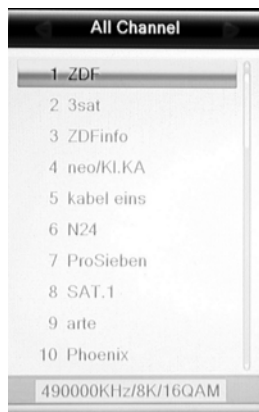 All Channel
1 ZDF
2 3sat
3 ZDFinfo
4 neo/KI.KA
5 kabel eins
6 N24
7 ProSieben
8 SAT.1
9 arte
10 Phoenix
490000KHz/8K/16QAM